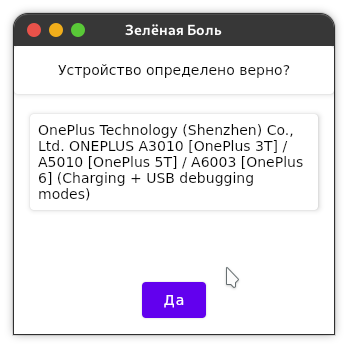 Зелёная Боль
Устройство определено верно?
OnePlus Technology (Shenzhen) Co.,
Ltd. ONEPLUS A3010 [OnePlus 3T] /
A5010 [OnePlus 5T] / A6003 [OnePlus
6] (Charging + USB debugging
modes)
Да